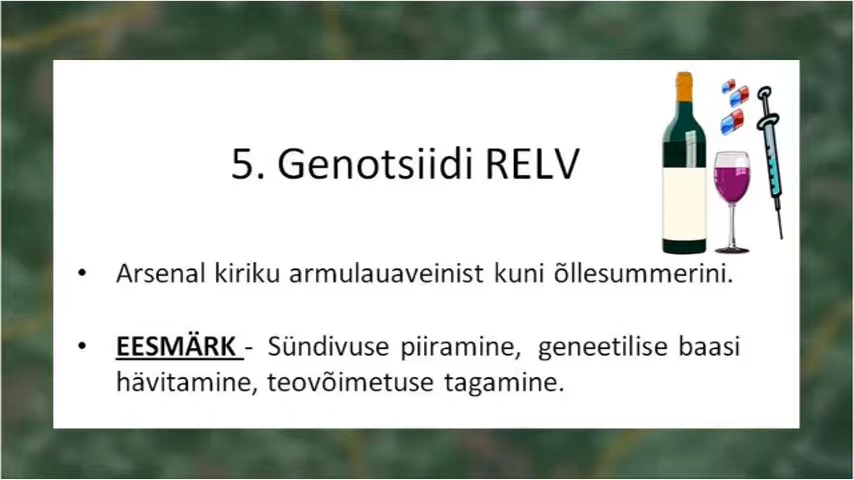 5. Genotsiidi RELV
• Arsenal kiriku armulauaveinist kuni õllesummerini.
• EESMÄRK - Sündivuse piiramine, geneetilise baasi
hävitamine, teovõimetuse tagamine.